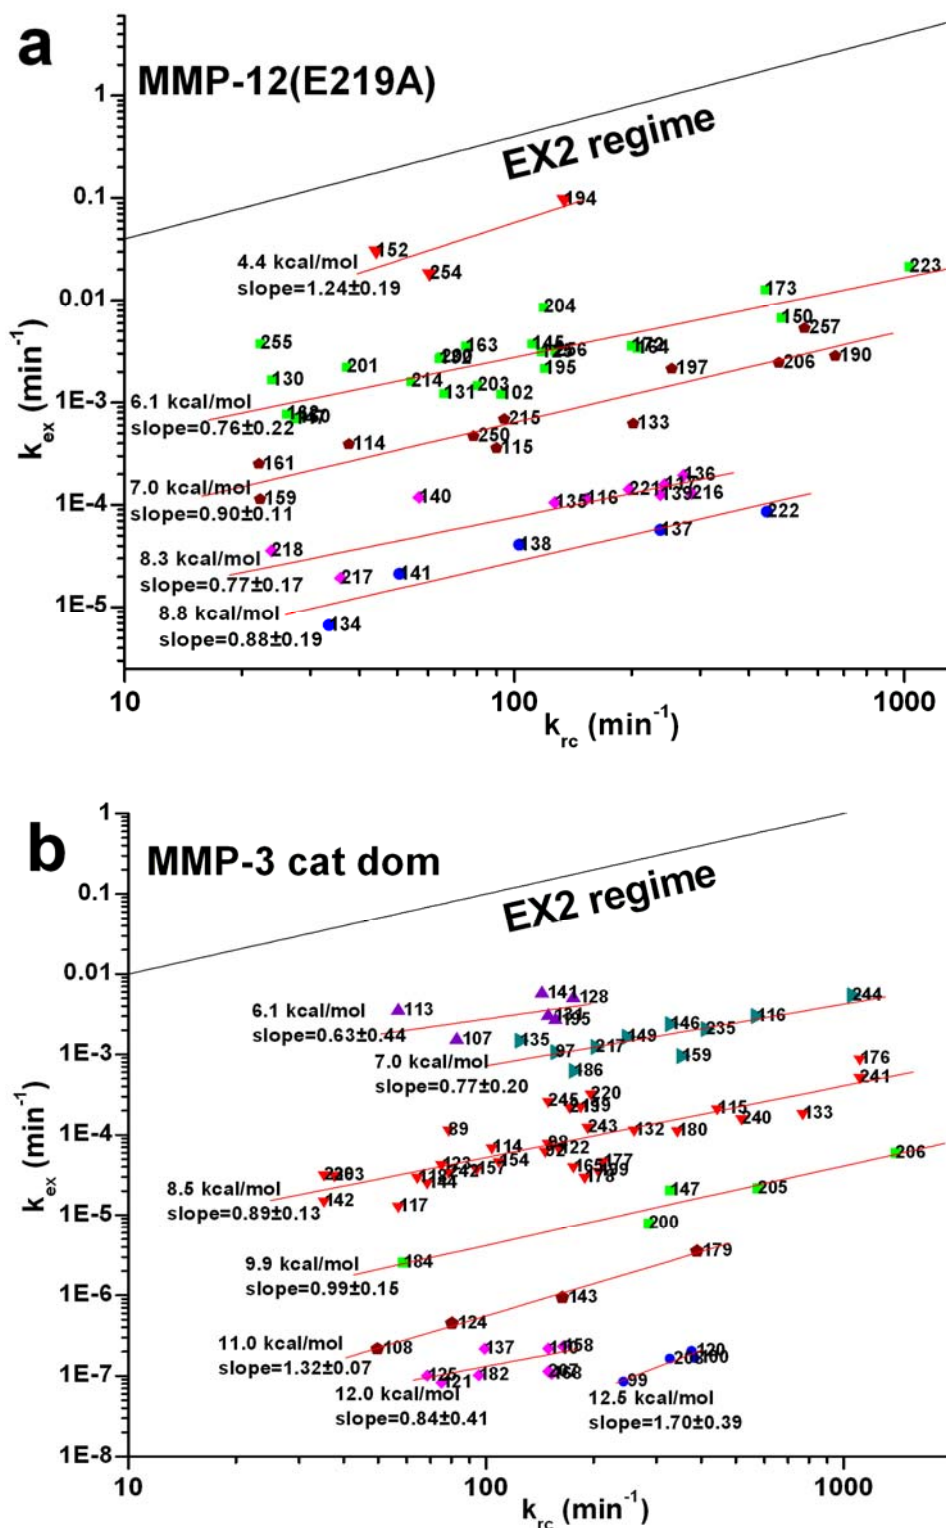 a
MMP-12(E219A)
EX2 regime
1
0.1
0.01
1E-3
1E-4
1E-5
k_ex (min⁻¹)
194
152
254
4.4 kcal/mol
slope=1.24±0.19
223
173
204
150
255
163
257
201
190
195
197
206
130
214
203
131
102
6.1 kcal/mol
slope=0.76±0.22
215
133
114
250
115
161
7.0 kcal/mol
slope=0.90±0.11
159
136
140
221
135
116
139
216
222
218
137
8.3 kcal/mol
slope=0.77±0.17
138
217
141
8.8 kcal/mol
slope=0.88±0.19
134
10
100
1000
k_rc (min⁻¹)
b
MMP-3 cat dom
EX2 regime
1
0.1
0.01
1E-3
1E-4
1E-5
1E-6
1E-7
1E-8
k_ex (min⁻¹)
141
128
244
113
195
6.1 kcal/mol
slope=0.63±0.44
146
116
107
135
149
235
217
97
159
7.0 kcal/mol
slope=0.77±0.20
186
176
241
220
245
115
133
240
89
243
132
180
114
122
154
177
178
142
117
8.5 kcal/mol
slope=0.89±0.13
206
147
205
200
184
9.9 kcal/mol
slope=0.99±0.15
179
143
124
108
11.0 kcal/mol
slope=1.32±0.07
137
158
120
125
182
121
99
12.0 kcal/mol
slope=0.84±0.41
12.5 kcal/mol
slope=1.70±0.39
10
100
1000
k_rc (min⁻¹)